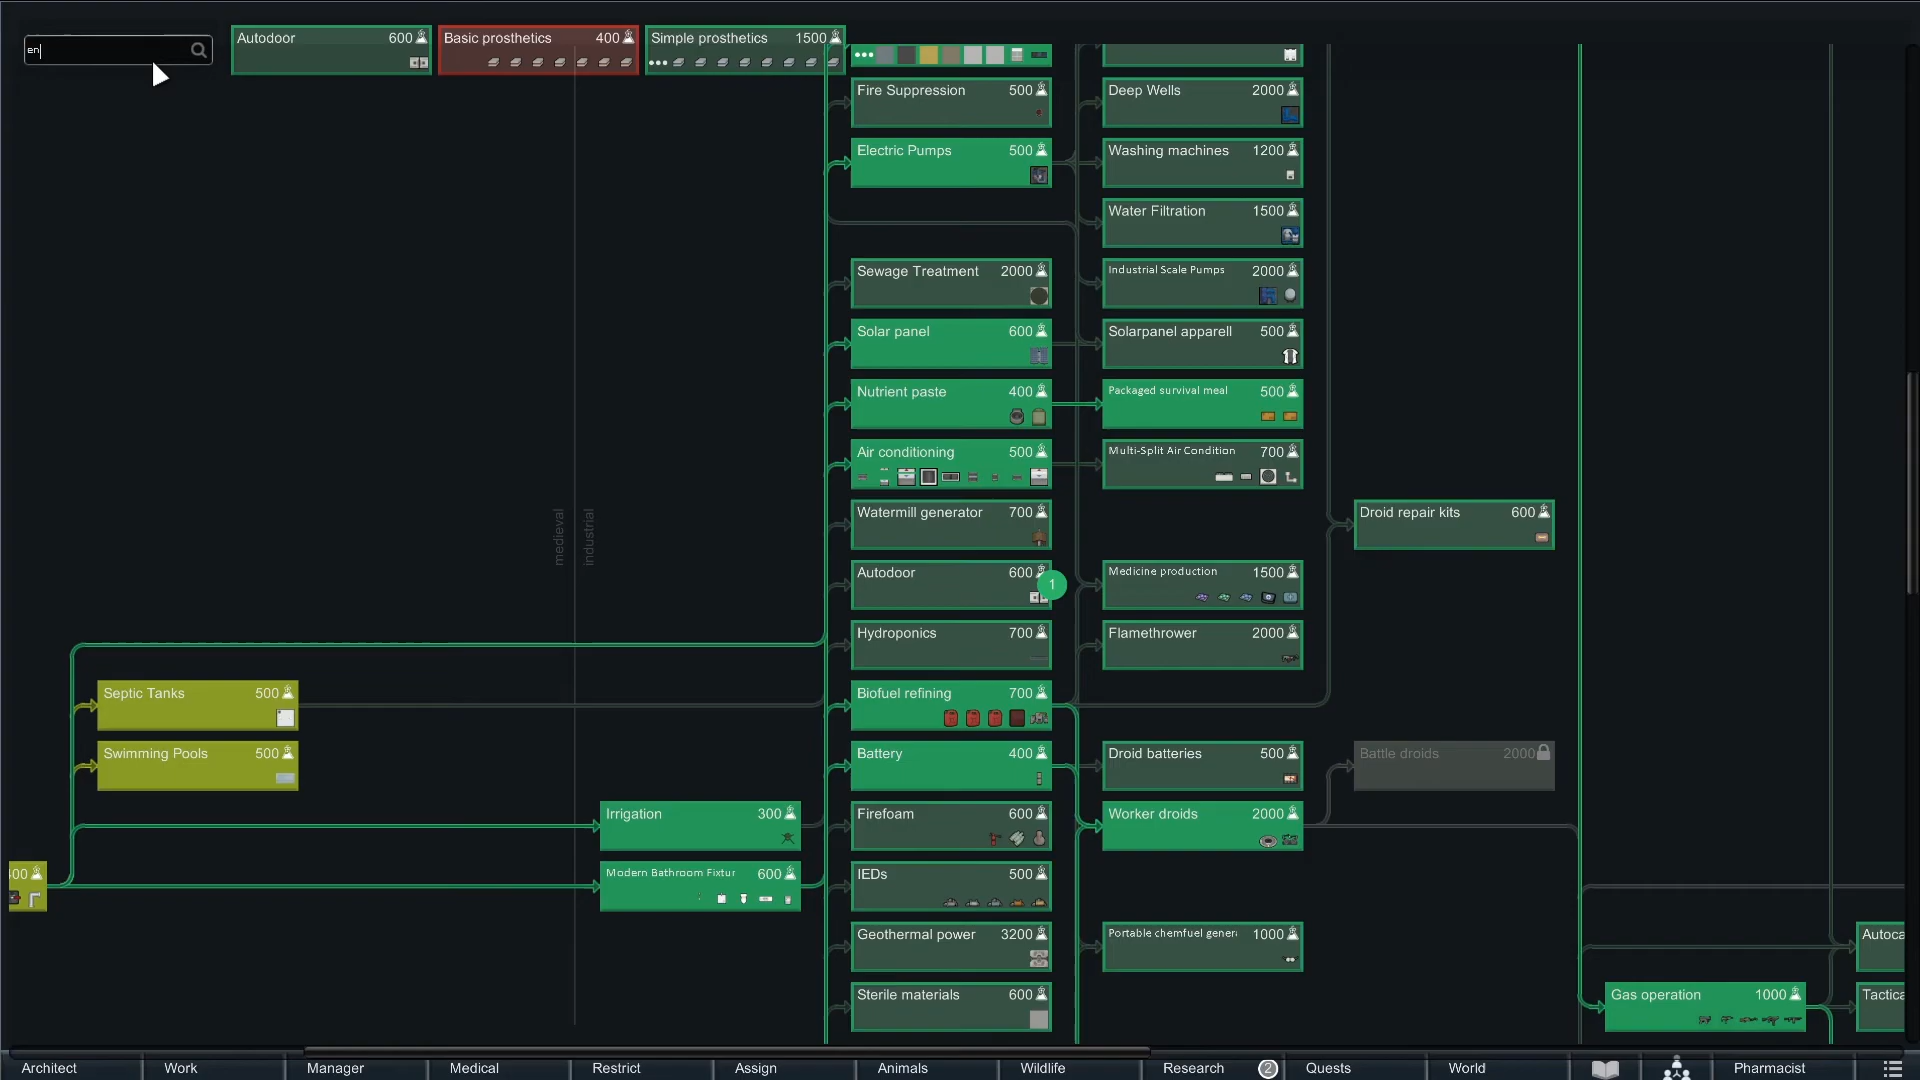 en
Autodoor 600
Basic prosthetics 400
Simple prosthetics 1500
Fire Suppression 500
Deep Wells 2000
Electric Pumps 500
Washing machines 1200
Water Filtration 1500
Sewage Treatment 2000
Industrial Scale Pumps 2000
Solar panel 600
Solarpanel apparell 500
Nutrient paste 400
Packaged survival meal 500
Air conditioning 500
Multi-Split Air Condition 700
medieval
industrial
Watermill generator 700
Droid repair kits 600
Autodoor 600
1
Medicine production 1500
Hydroponics 700
Flamethrower 2000
Septic Tanks 500
Biofuel refining 700
Swimming Pools 500
Battery 400
Droid batteries 500
Battle droids 2000
Irrigation 300
Firefoam 600
Worker droids 2000
00
Modern Bathroom Fixtur 600
IEDs 500
Geothermal power 3200
Portable chemfuel genera 1000
Autoca
Sterile materials 600
Gas operation 1000
Tactica
Architect
Work
Manager
Medical
Restrict
Assign
Animals
Wildlife
Research
2
Quests
World
Pharmacist